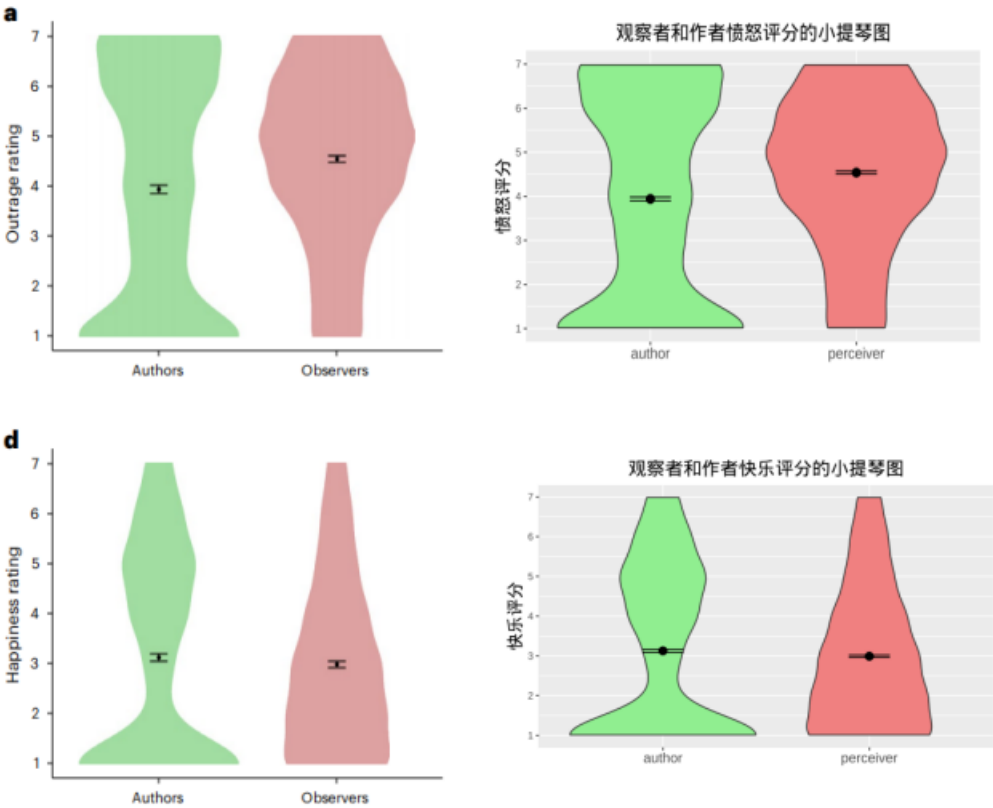 a
7
6
5
4
3
2
1
Outrage rating
Authors Observers
观察者和作者愤怒评分的小提琴图
7
6
5
4
3
2
1
愤怒评分
author perceiver
d
7
6
5
4
3
2
1
Happiness rating
Authors Observers
观察者和作者快乐评分的小提琴图
7
6
5
4
3
2
1
快乐评分
author perceiver